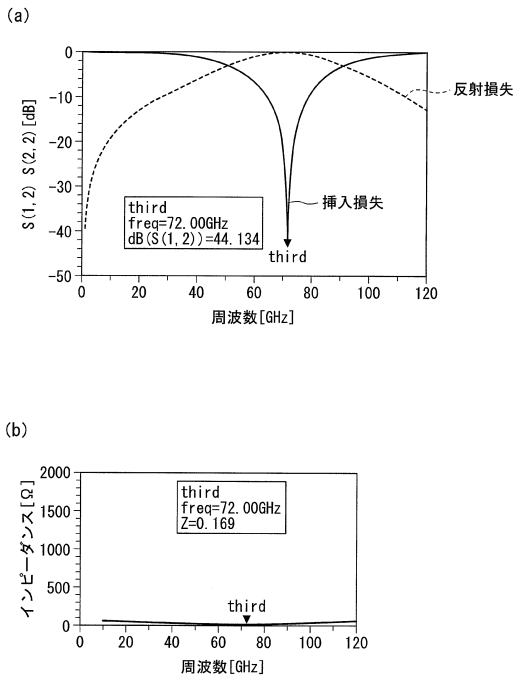 (a)
0
-10
-20
-30
-40
-50
S(1,2) S(2,2)[dB]
反射損失
挿入損失
third
freq=72.00GHz
dB(S(1,2))=44.134
third
0 20 40 60 80 100 120
周波数[GHz]
(b)
2000
1500
1000
500
0
インピーダンス[Ω]
third
freq=72.00GHz
Z=0.169
third
0 20 40 60 80 100 120
周波数[GHz]